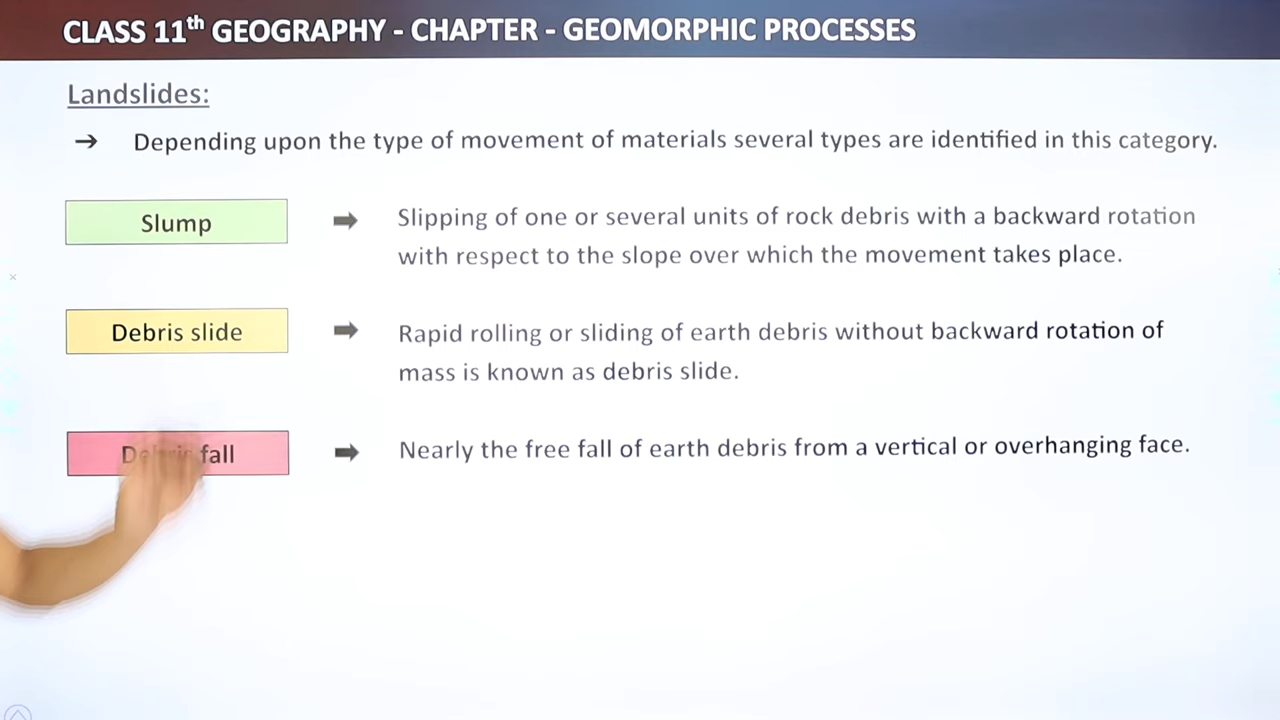 CLASS 11th GEOGRAPHY - CHAPTER - GEOMORPHIC PROCESSES
Landslides:
→ Depending upon the type of movement of materials several types are identified in this category.
Slump ➡ Slipping of one or several units of rock debris with a backward rotation
with respect to the slope over which the movement takes place.
Debris slide ➡ Rapid rolling or sliding of earth debris without backward rotation of
mass is known as debris slide.
Debris fall ➡ Nearly the free fall of earth debris from a vertical or overhanging face.